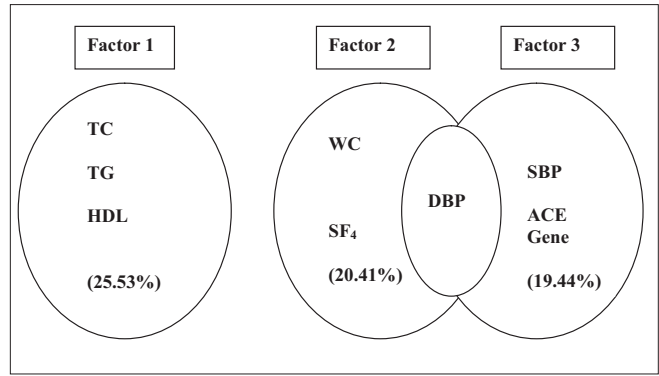 Factor 1
Factor 2
Factor 3
TC
TG
HDL
(25.53%)
WC
SF₄
(20.41%)
DBP
SBP
ACE
Gene
(19.44%)